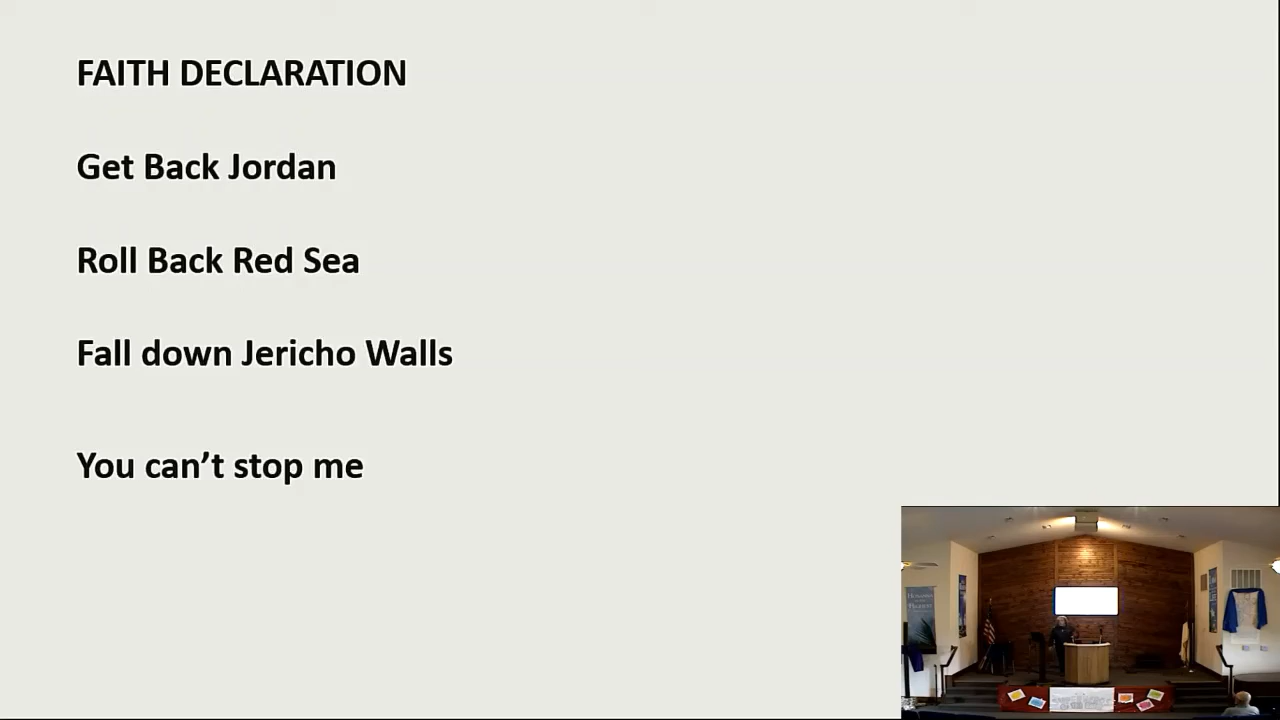 FAITH DECLARATION
Get Back Jordan
Roll Back Red Sea
Fall down Jericho Walls
You can’t stop me